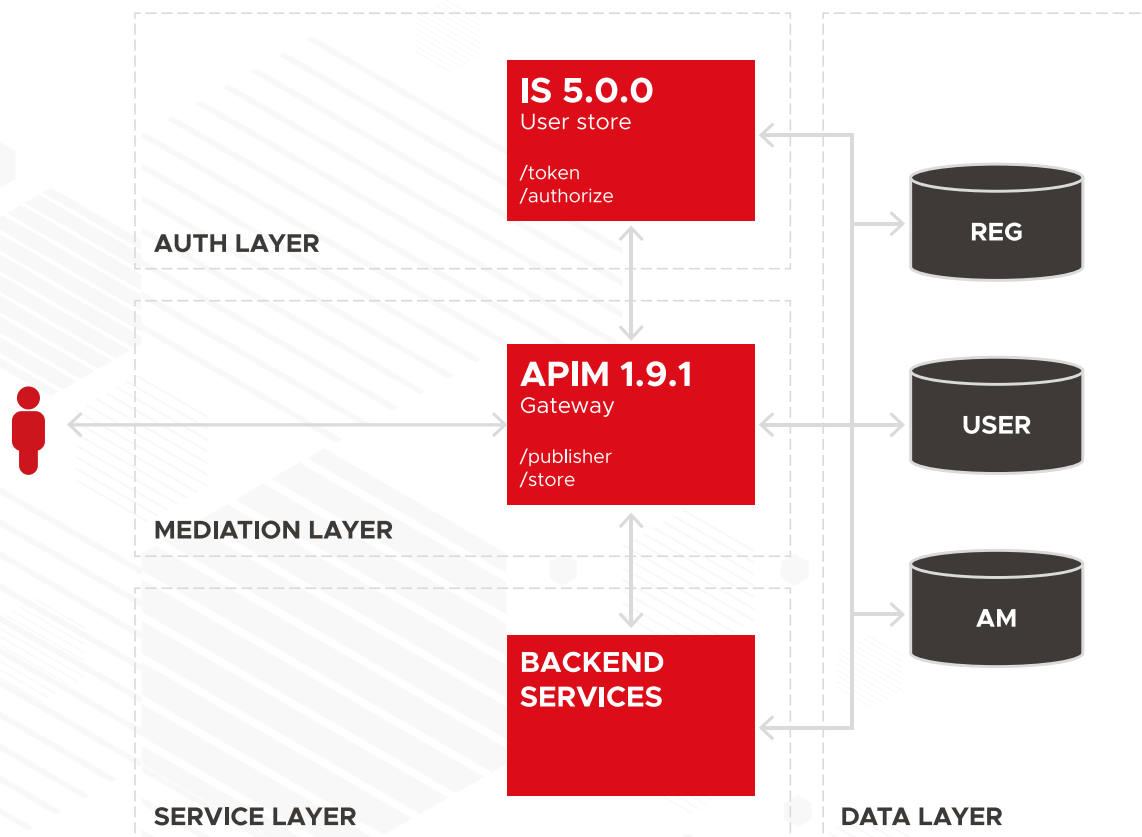 IS 5.0.0
User store
/token
/authorize
AUTH LAYER
REG
APIM 1.9.1
Gateway
/publisher
/store
MEDIATION LAYER
USER
AM
BACKEND
SERVICES
SERVICE LAYER
DATA LAYER